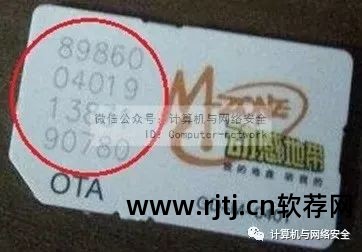 89860
04019
90780
M-ZONE
动感地带
OTA
微信公众号：计算机与网络安全
ID: Computer-network
www.rjtj.cn软荐网
计算机与网络安全